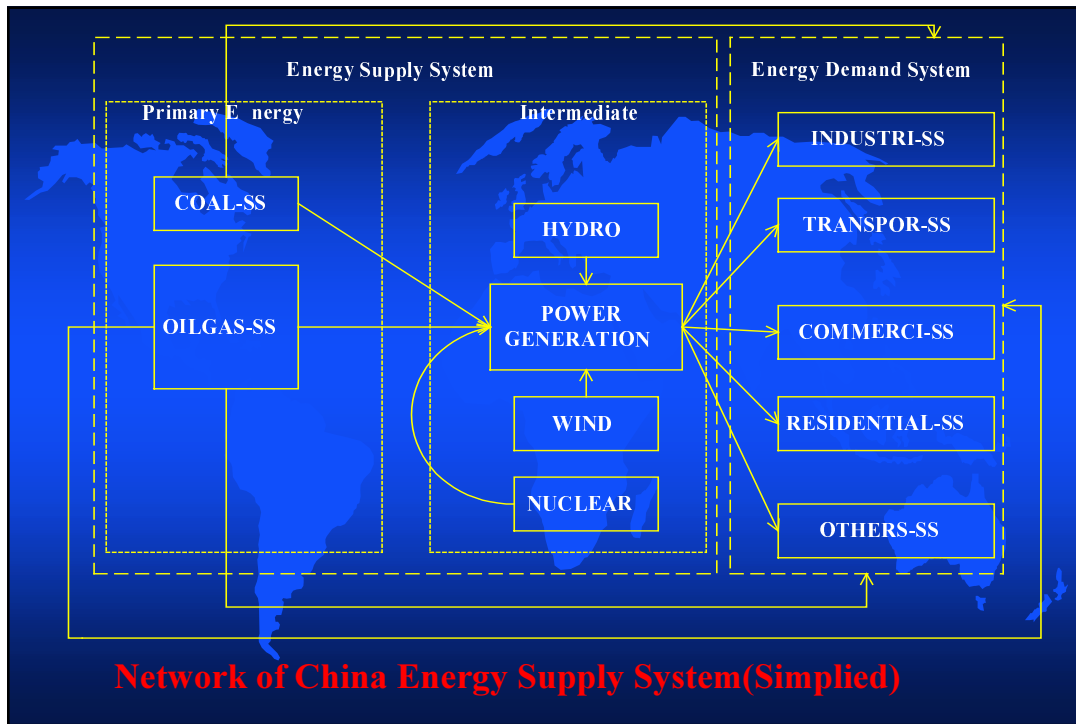 Energy Supply System
Energy Demand System
Primary E nergy
Intermediate
INDUSTRI-SS
COAL-SS
HYDRO
TRANSPOR-SS
OILGAS-SS
POWER
GENERATION
COMMERCI-SS
WIND
RESIDENTIAL-SS
NUCLEAR
OTHERS-SS
Network of China Energy Supply System(Simplied)